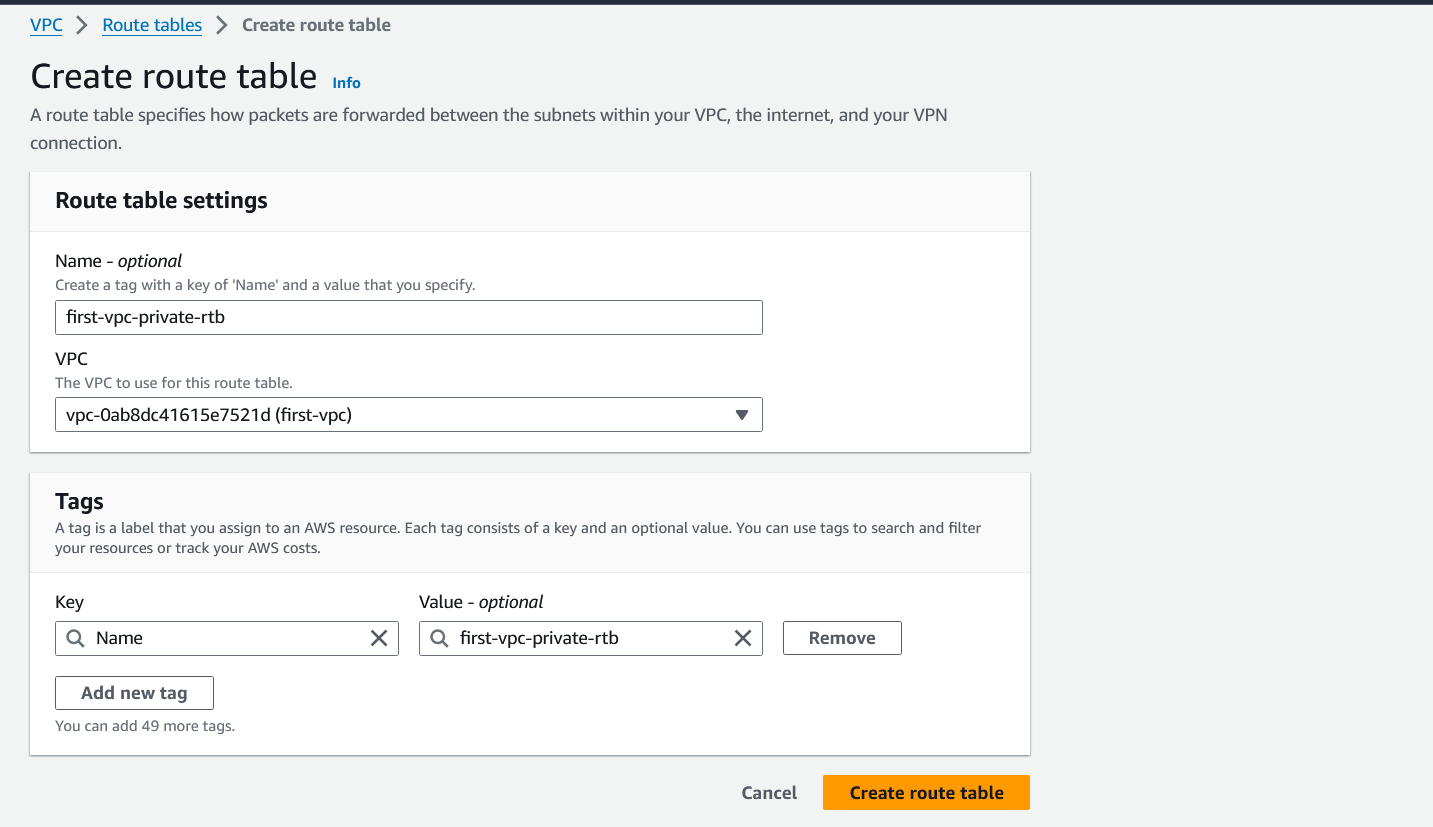 VPC > Route tables > Create route table
Create route table Info
A route table specifies how packets are forwarded between the subnets within your VPC, the internet, and your VPN
connection.
Route table settings
Name - optional
Create a tag with a key of 'Name' and a value that you specify.
first-vpc-private-rtb
VPC
The VPC to use for this route table.
vpc-0ab8dc41615e7521d (first-vpc)
Tags
A tag is a label that you assign to an AWS resource. Each tag consists of a key and an optional value. You can use tags to search and filter
your resources or track your AWS costs.
Key Value - optional
Name first-vpc-private-rtb Remove
Add new tag
You can add 49 more tags.
Cancel Create route table